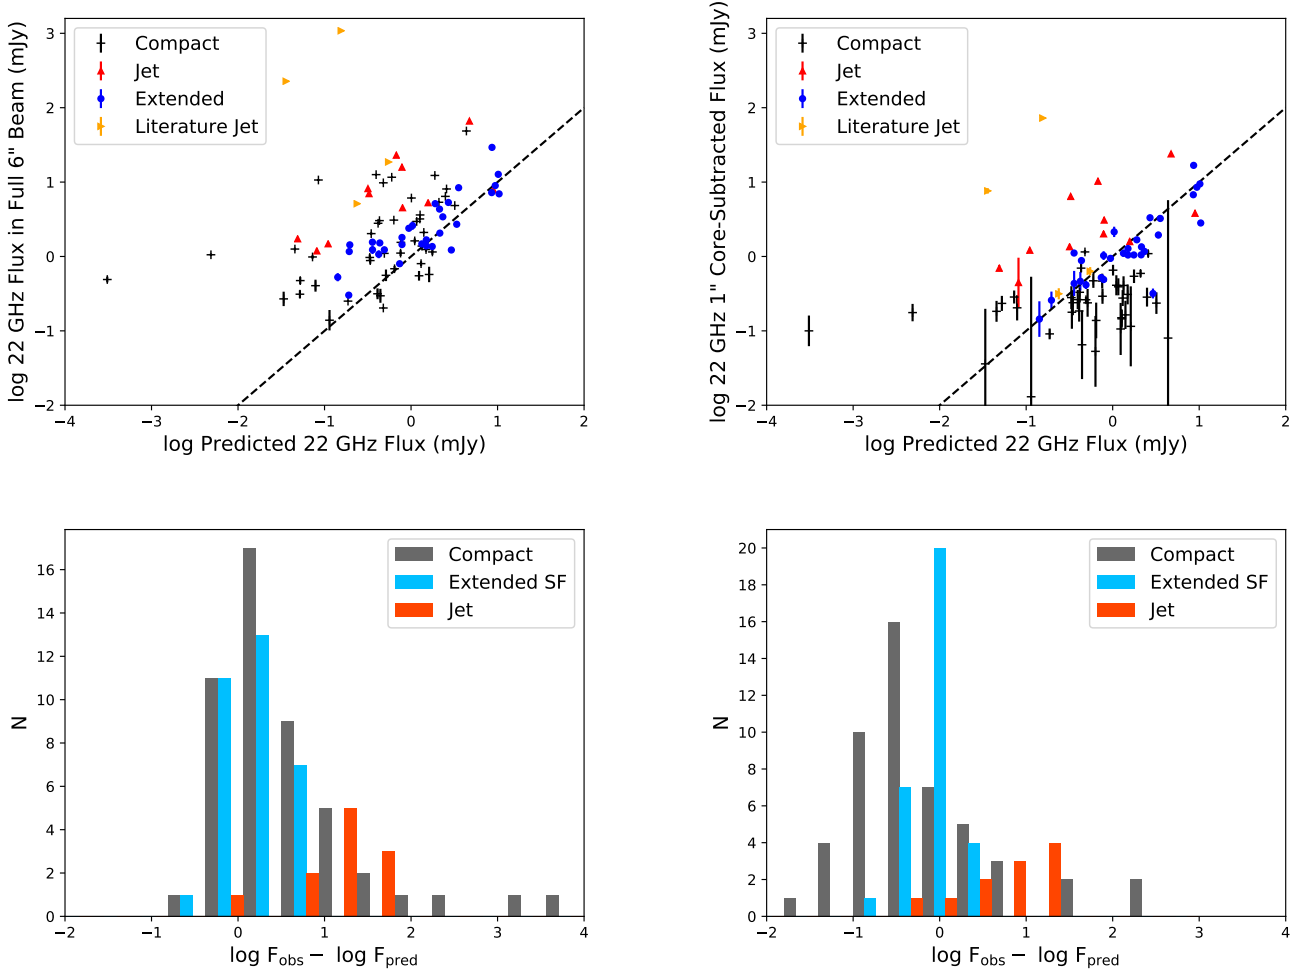 log 22 GHz Flux in Full 6" Beam (mJy)
3
2
1
0
−1
−2
Compact
Jet
Extended
Literature Jet
−4
−3
−2
−1
0
1
2
log Predicted 22 GHz Flux (mJy)
log 22 GHz 1" Core-Subtracted Flux (mJy)
3
2
1
0
−1
−2
Compact
Jet
Extended
Literature Jet
−4
−3
−2
−1
0
1
2
log Predicted 22 GHz Flux (mJy)
N
16
14
12
10
8
6
4
2
0
Compact
Extended SF
Jet
−2
−1
0
1
2
3
4
log F_obs − log F_pred
N
20
18
16
14
12
10
8
6
4
2
0
Compact
Extended SF
Jet
−2
−1
0
1
2
3
4
log F_obs − log F_pred